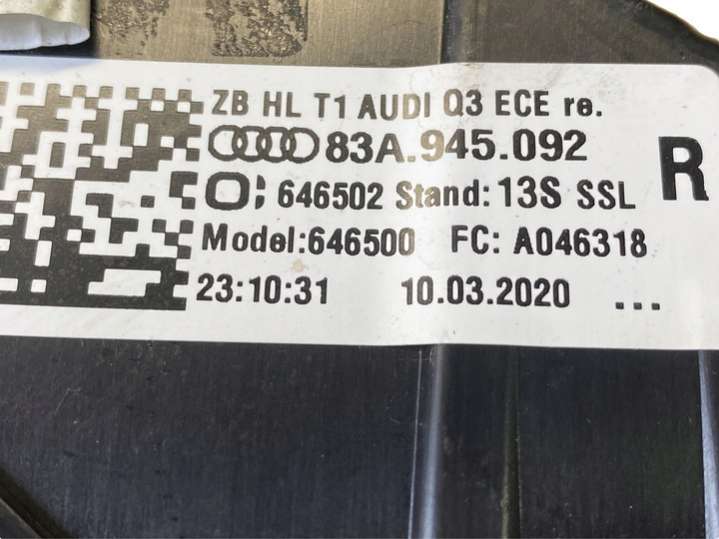 ZB HL T1 AUDI Q3 ECE re.
83A.945.092
R
646502 Stand: 13S SSL
Model:646500 FC: A046318
23:10:31 10.03.2020 ...